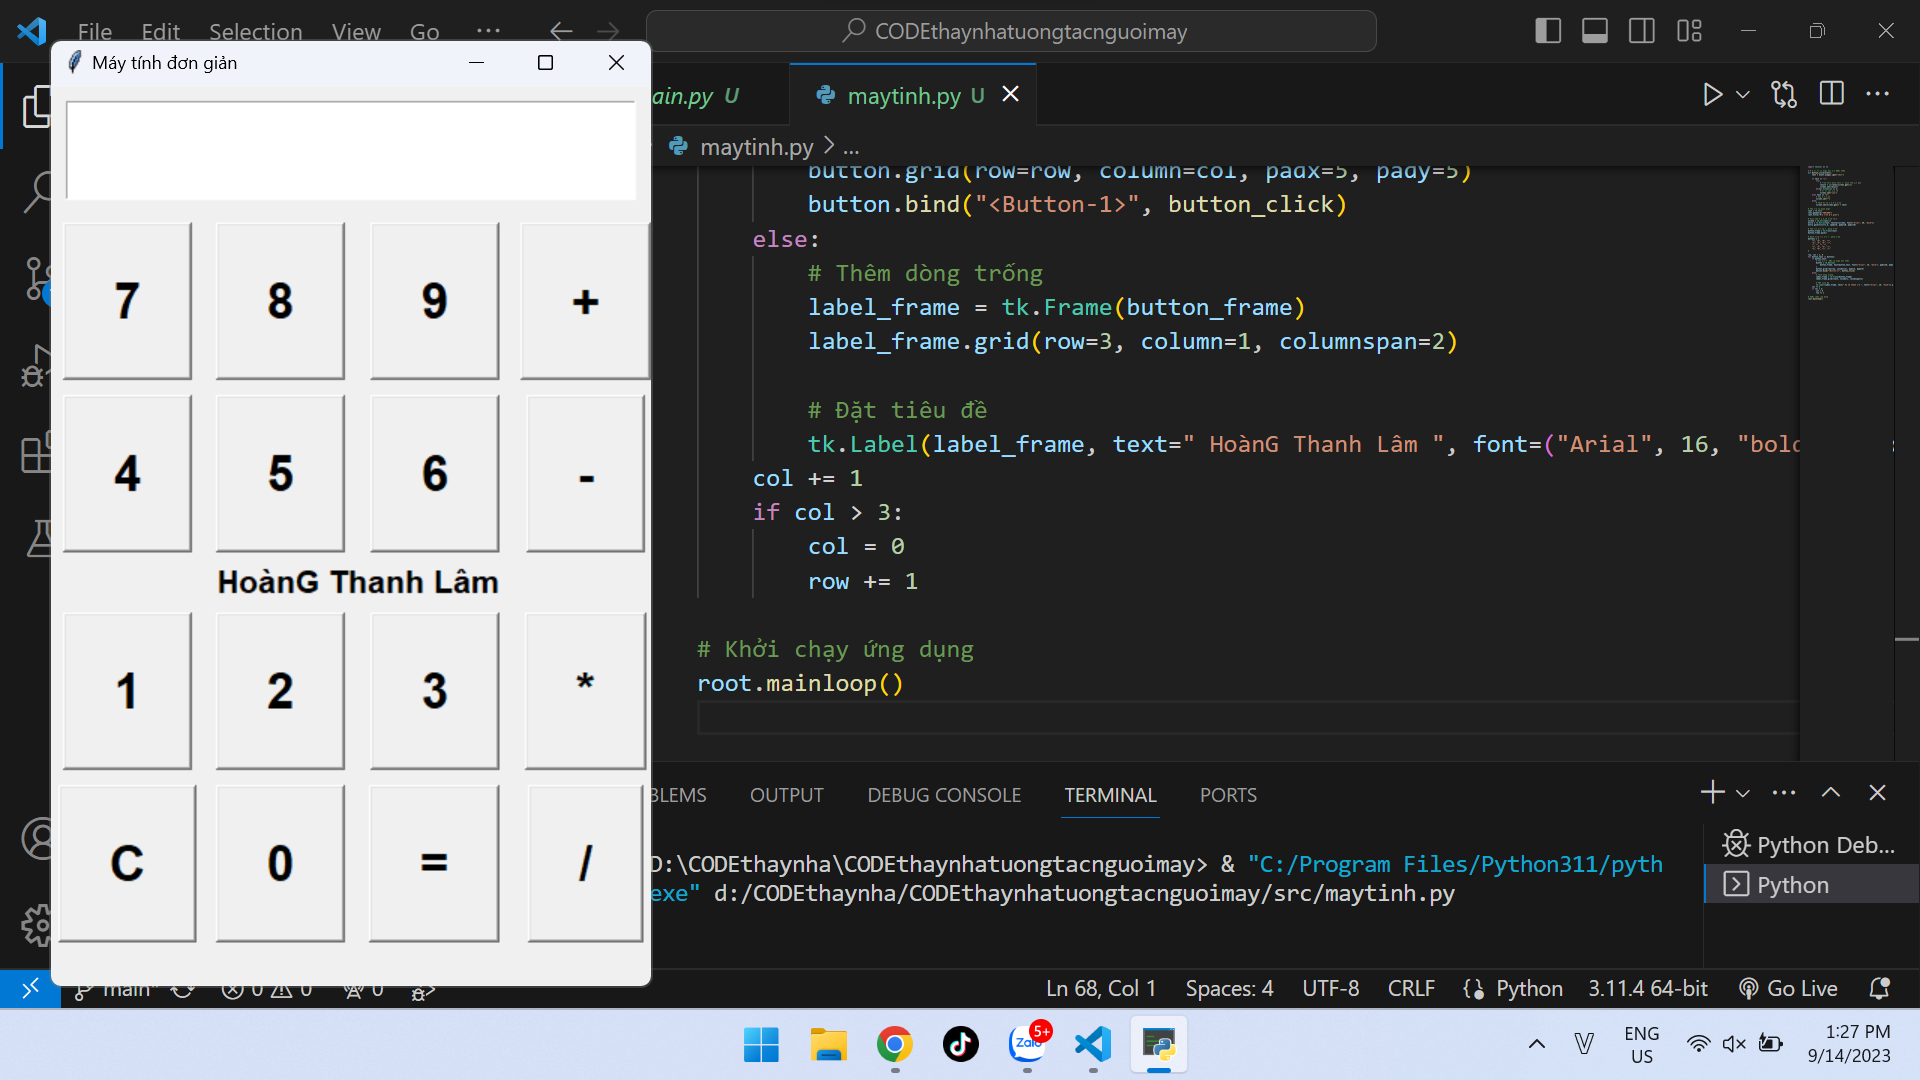 File Edit Selection View Go ...
CODEthaynhatuongtacnguoimay
Máy tính đơn giản
ain.py U
maytinh.py U
maytinh.py > ...
7 8 9 +
4 5 6 -
HoànG Thanh Lâm
1 2 3 *
C 0 = /
button.grid(row=row, column=col, padx=5, pady=5)
button.bind("<Button-1>", button_click)
else:
# Thêm dòng trống
label_frame = tk.Frame(button_frame)
label_frame.grid(row=3, column=1, columnspan=2)
# Đặt tiêu đề
tk.Label(label_frame, text=" HoànG Thanh Lâm ", font=("Arial", 16, "bold
col += 1
if col > 3:
col = 0
row += 1
# Khởi chạy ứng dụng
root.mainloop()
BLEMS OUTPUT DEBUG CONSOLE TERMINAL PORTS
D:\CODEthaynha\CODEthaynhatuongtacnguoimay> & "C:/Program Files/Python311/pyth
exe" d:/CODEthaynha/CODEthaynhatuongtacnguoimay/src/maytinh.py
Python Deb...
Python
main* 0 0 0
Ln 68, Col 1 Spaces: 4 UTF-8 CRLF {} Python 3.11.4 64-bit Go Live
5+
Zalo
V
ENG
US
1:27 PM
9/14/2023